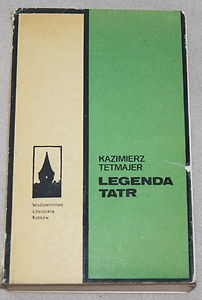 KAZIMIERZ
TETMAJER
LEGENDA
TATR
Wydawnictwo
Literackie
Kraków